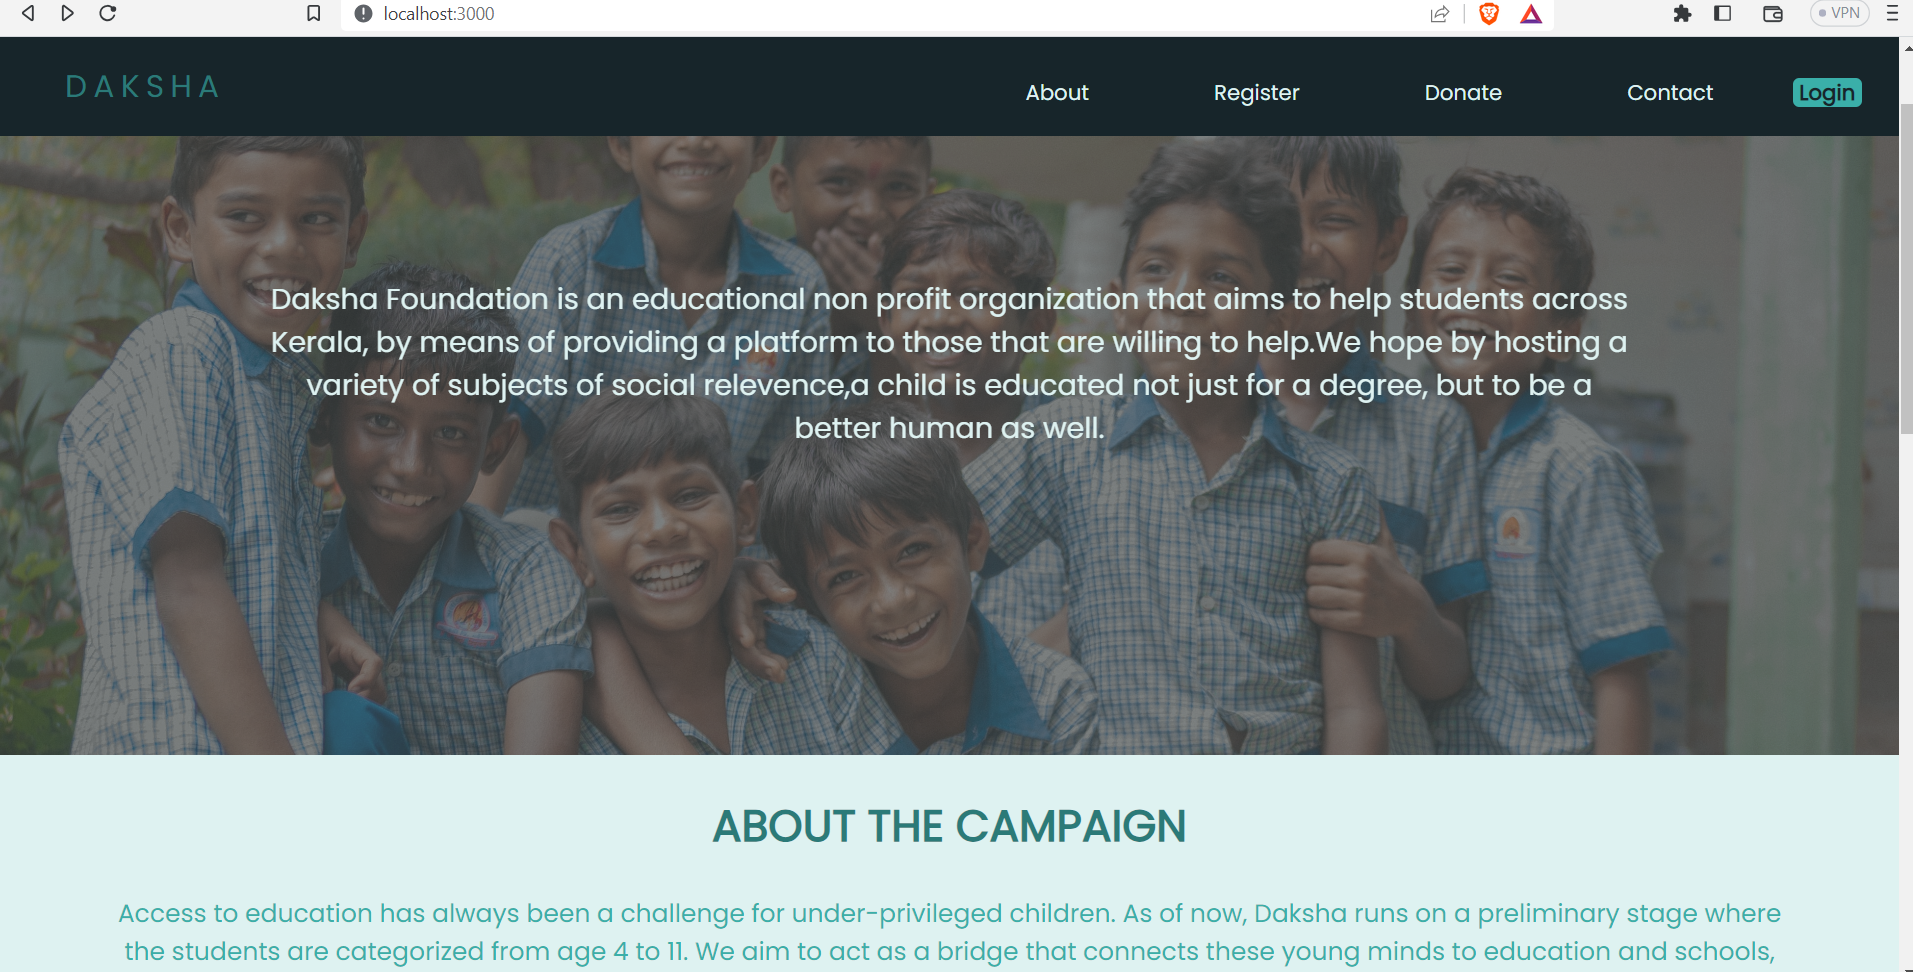 localhost:3000
VPN
DAKSHA
About Register Donate Contact Login
Daksha Foundation is an educational non profit organization that aims to help students across
Kerala, by means of providing a platform to those that are willing to help.We hope by hosting a
variety of subjects of social relevence,a child is educated not just for a degree, but to be a
better human as well.
ABOUT THE CAMPAIGN
Access to education has always been a challenge for under-privileged children. As of now, Daksha runs on a preliminary stage where
the students are categorized from age 4 to 11. We aim to act as a bridge that connects these young minds to education and schools,